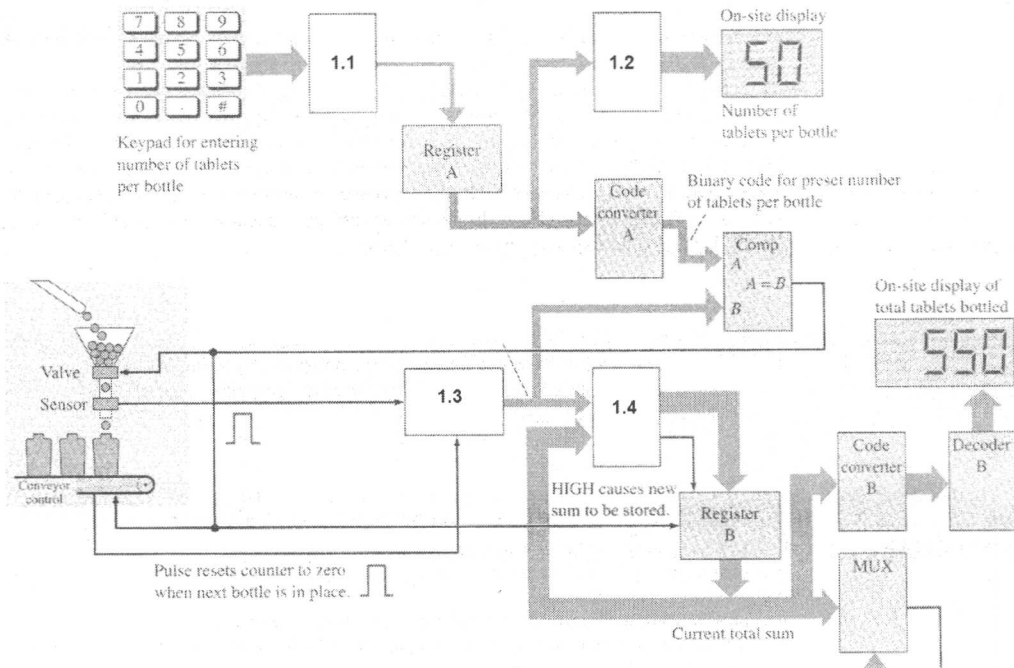 7 8 9
4 5 6
1 2 3
0 . #
Keypad for entering
number of tablets
per bottle
1.1
Register
A
1.2
On-site display
50
Number of
tablets per bottle
Code
converter
A
Binary code for preset number
of tablets per bottle
Comp
A
A = B
B
On-site display of
total tablets bottled
550
Valve
Sensor
Conveyor
control
1.3
1.4
HIGH causes new
sum to be stored.
Register
B
Code
converter
B
Decoder
B
Pulse resets counter to zero
when next bottle is in place.
Current total sum
MUX